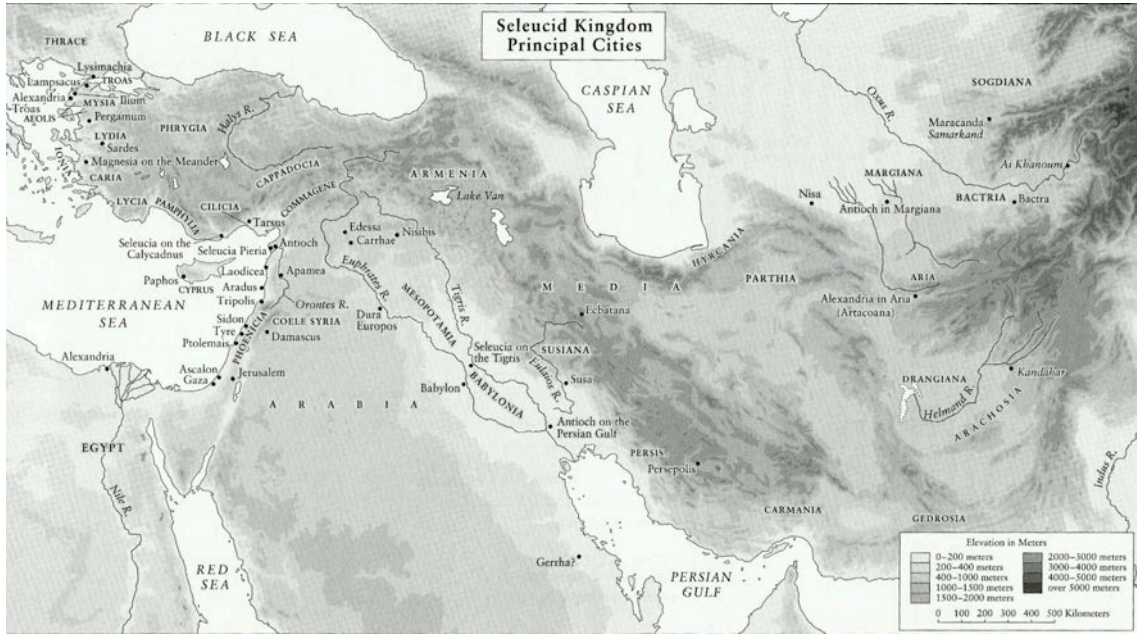 Seleucid Kingdom
Principal Cities
THRACE
BLACK SEA
CASPIAN
SEA
SOGDIANA
Oxus R.
Maracanda
Samarkand
Ai Khanoum
Lysimachia
Lampsacus
TROAS
Alexandria
Troas
MYSIA
Ilium
AEOLIS
Pergamum
PHRYGIA
Halys R.
LYDIA
Sardes
IONIA
Magnesia on the Meander
CARIA
CAPPADOCIA
ARMENIA
Lake Van
COMMAGENE
LYCIA
PAMPHYLIA
CILICIA
Tarsus
Seleucia on the
Calycadnus
Seleucia Pieria
Antioch
Edessa
Carrhae
Nisibis
Nisa
MARGIANA
Antioch in Margiana
BACTRIA
Bactra
Laodicea
Apamea
Paphos
CYPRUS
Aradus
Euphrates R.
MESOPOTAMIA
Tigris R.
HYRCANIA
MEDIA
PARTHIA
ARIA
MEDITERRANEAN
SEA
Tripolis
Orontes R.
Dura
Europos
Ecbatana
Alexandria in Aria
(Artacoana)
Sidon
Tyre
Ptolemais
PHOENICIA
COELE SYRIA
Damascus
SUSIANA
Seleucia on
the Tigris
Eulaios R.
Susa
Alexandria
Ascalon
Gaza
Jerusalem
Babylon
BABYLONIA
Kandahar
DRANGIANA
Helmand R.
ARACHOSIA
ARABIA
Antioch on the
Persian Gulf
EGYPT
Nile R.
PERSIS
Persepolis
Indus R.
CARMANIA
GEDROSIA
RED
SEA
Gerrha?
PERSIAN
GULF
Elevation in Meters
0–200 meters
200–400 meters
400–1000 meters
1000–1500 meters
1500–2000 meters
2000–3000 meters
3000–4000 meters
4000–5000 meters
over 5000 meters
0 100 200 300 400 500 Kilometers